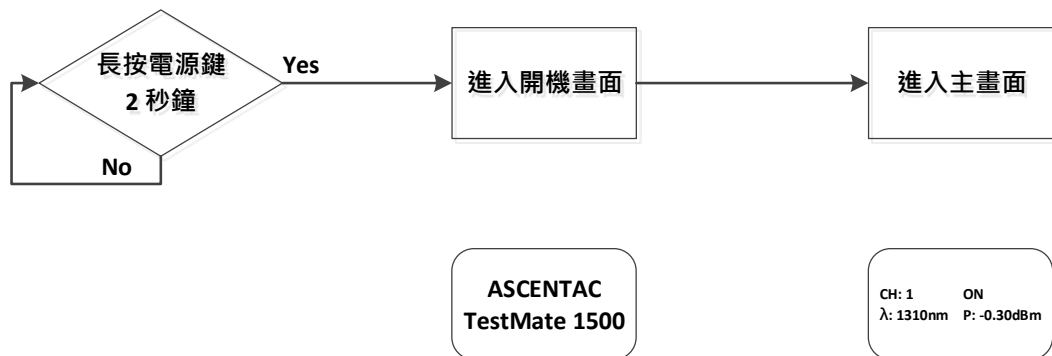 長按電源鍵
2 秒鐘
Yes
No
進入開機畫面
進入主畫面
ASCENTAC
TestMate 1500
CH: 1 ON
λ: 1310nm P: -0.30dBm